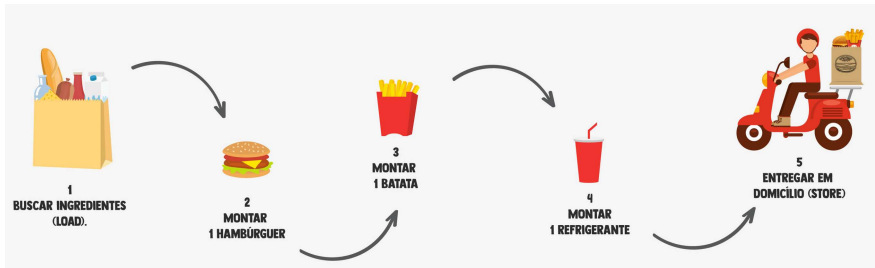 1
BUSCAR INGREDIENTES
(LOAD).
2
MONTAR
1 HAMBÚRGUER
3
MONTAR
1 BATATA
4
MONTAR
1 REFRIGERANTE
5
ENTREGAR EM
DOMICÍLIO (STORE)